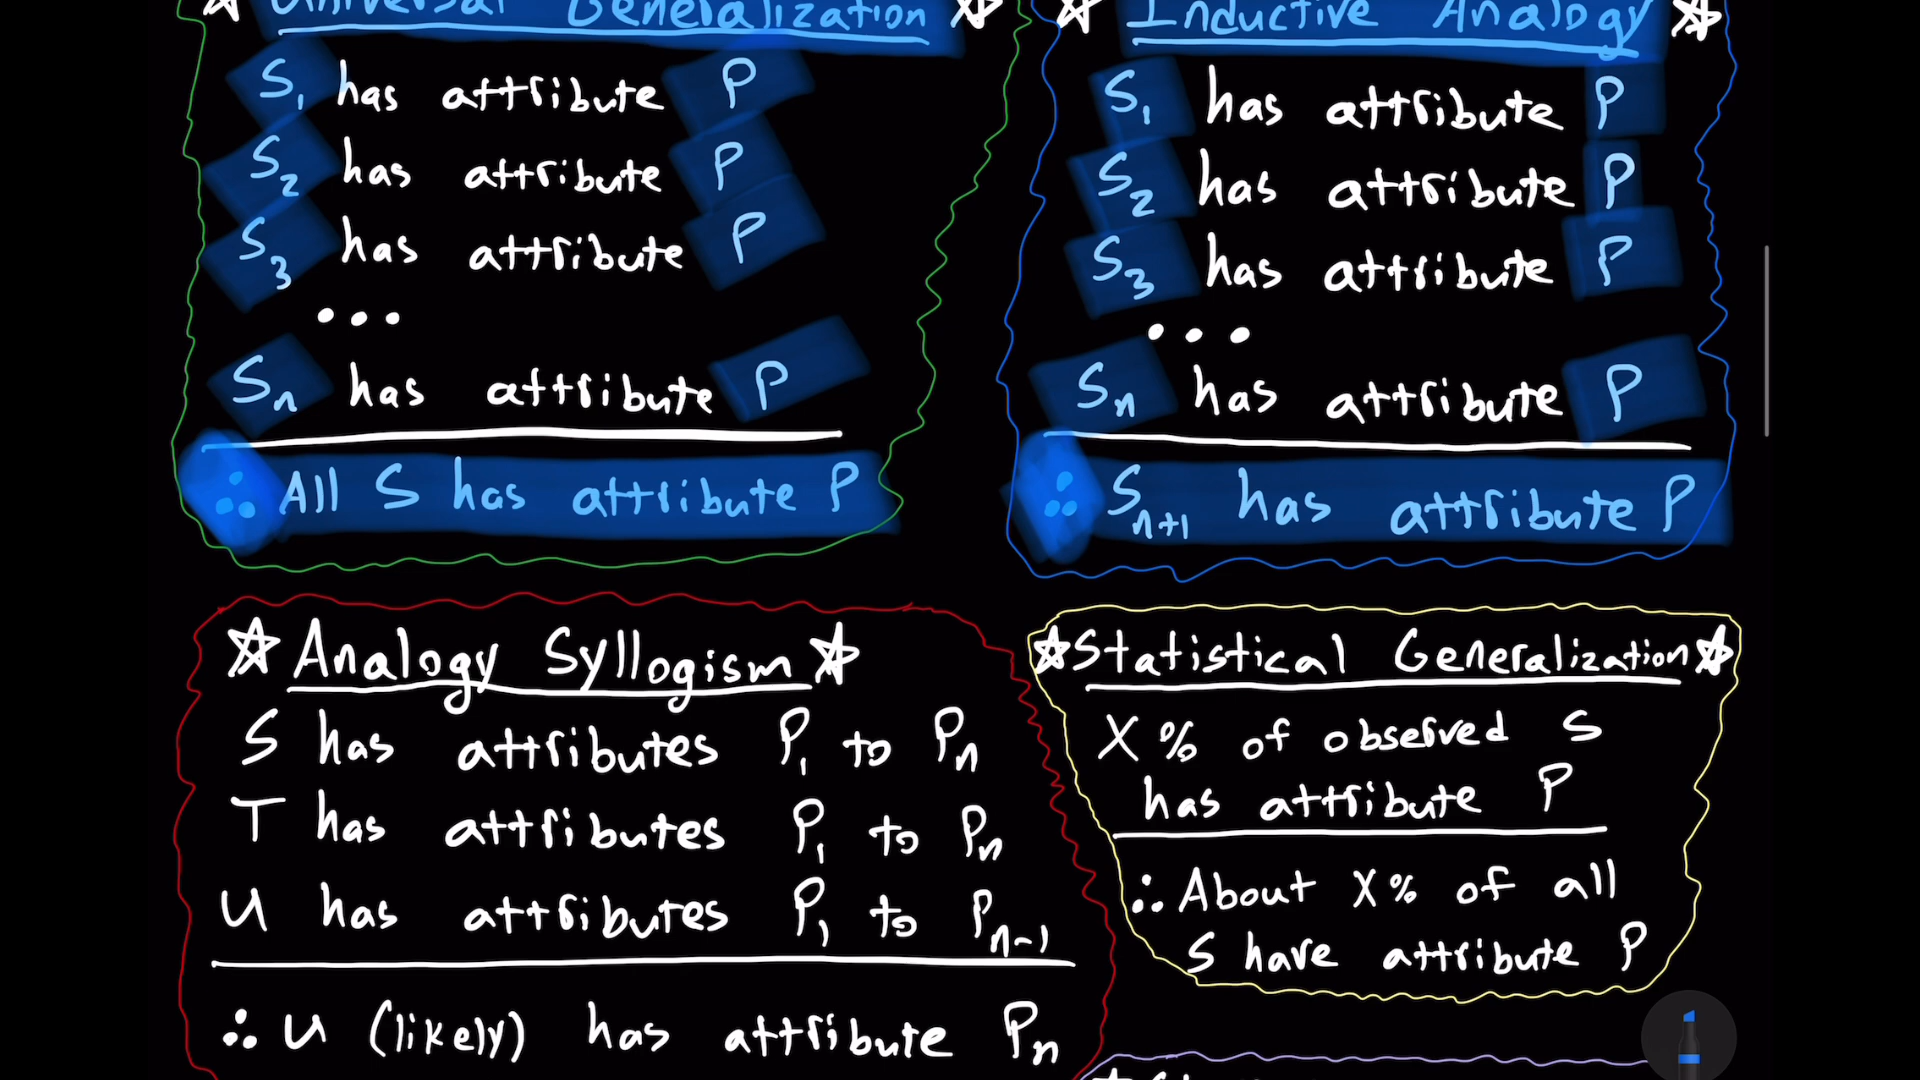 ☆ Universal Generalization ☆
S₁ has attribute P
S₂ has attribute P
S₃ has attribute P
...
Sₙ has attribute P
∴ All S has attribute P
☆ Inductive Analogy ☆
S₁ has attribute P
S₂ has attribute P
S₃ has attribute P
...
Sₙ has attribute P
∴ Sₙ₊₁ has attribute P
☆ Analogy Syllogism ☆
S has attributes P₁ to Pₙ
T has attributes P₁ to Pₙ
U has attributes P₁ to Pₙ₋₁
∴ U (likely) has attribute Pₙ
☆ Statistical Generalization ☆
X% of observed S
has attribute P
∴ About X% of all
S have attribute P